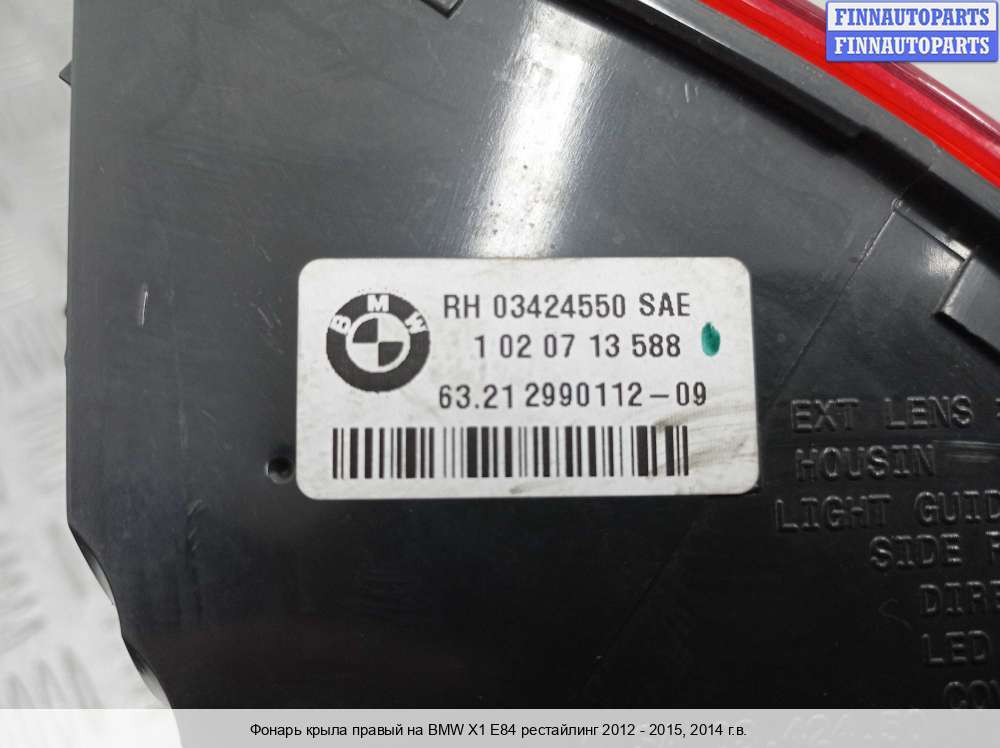 FINNAUTOPARTS
FINNAUTOPARTS
BMW
RH 03424550 SAE
1 02 07 13 588
63.21 2990112-09
EXT LENS
HOUSIN
LIGHT GUID
SIDE
LED
Фонарь крыла правый на BMW X1 E84 рестайлинг 2012 - 2015, 2014 г.в.